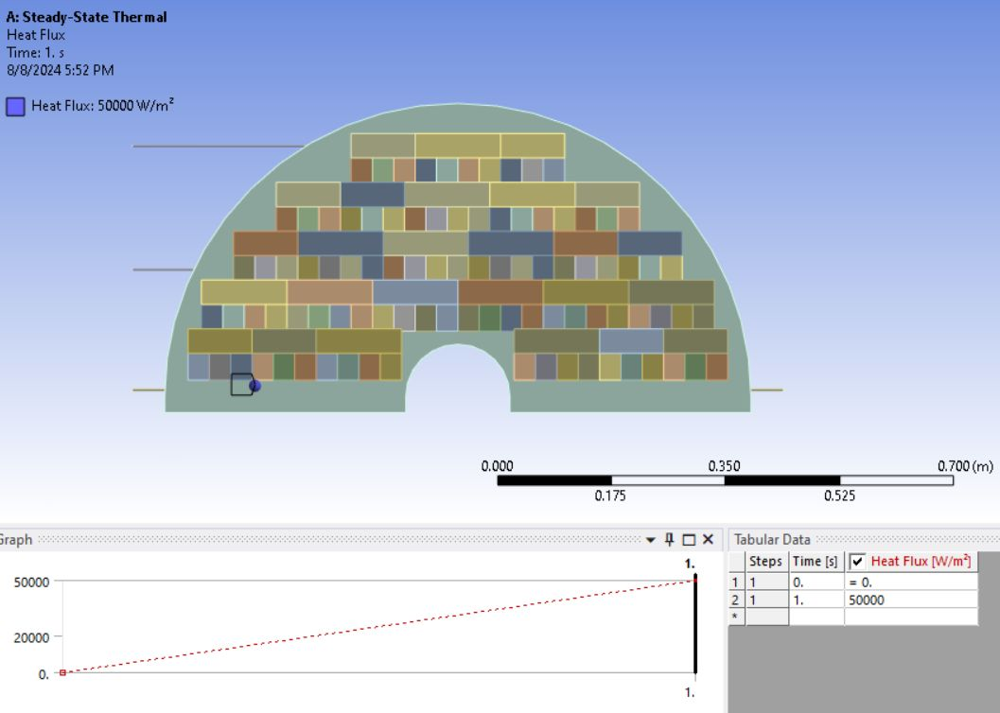 A: Steady-State Thermal
Heat Flux
Time: 1. s
8/8/2024 5:52 PM
Heat Flux: 50000 W/m²
0.000 0.350 0.700 (m)
0.175 0.525
Graph
1.
50000
20000
0.
1.
Tabular Data
Steps Time [s] Heat Flux [W/m²]
1 1 0. = 0.
2 1 1. 50000
*